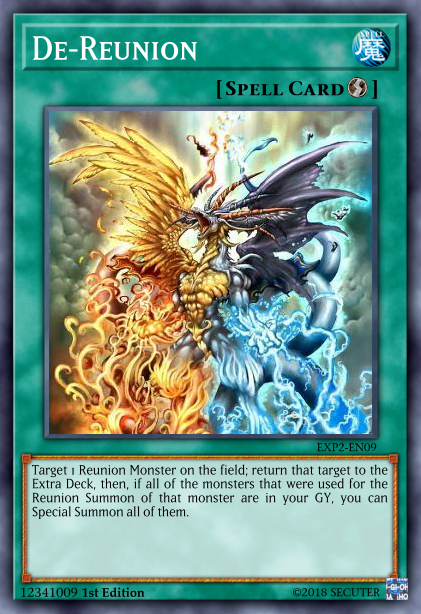 De-Reunion
魔
[Spell Card]
EXP2-EN09
Target 1 Reunion Monster on the field; return that target to the
Extra Deck, then, if all of the monsters that were used for the
Reunion Summon of that monster are in your GY, you can
Special Summon all of them.
12341009 1st Edition
©2018 SECUTER